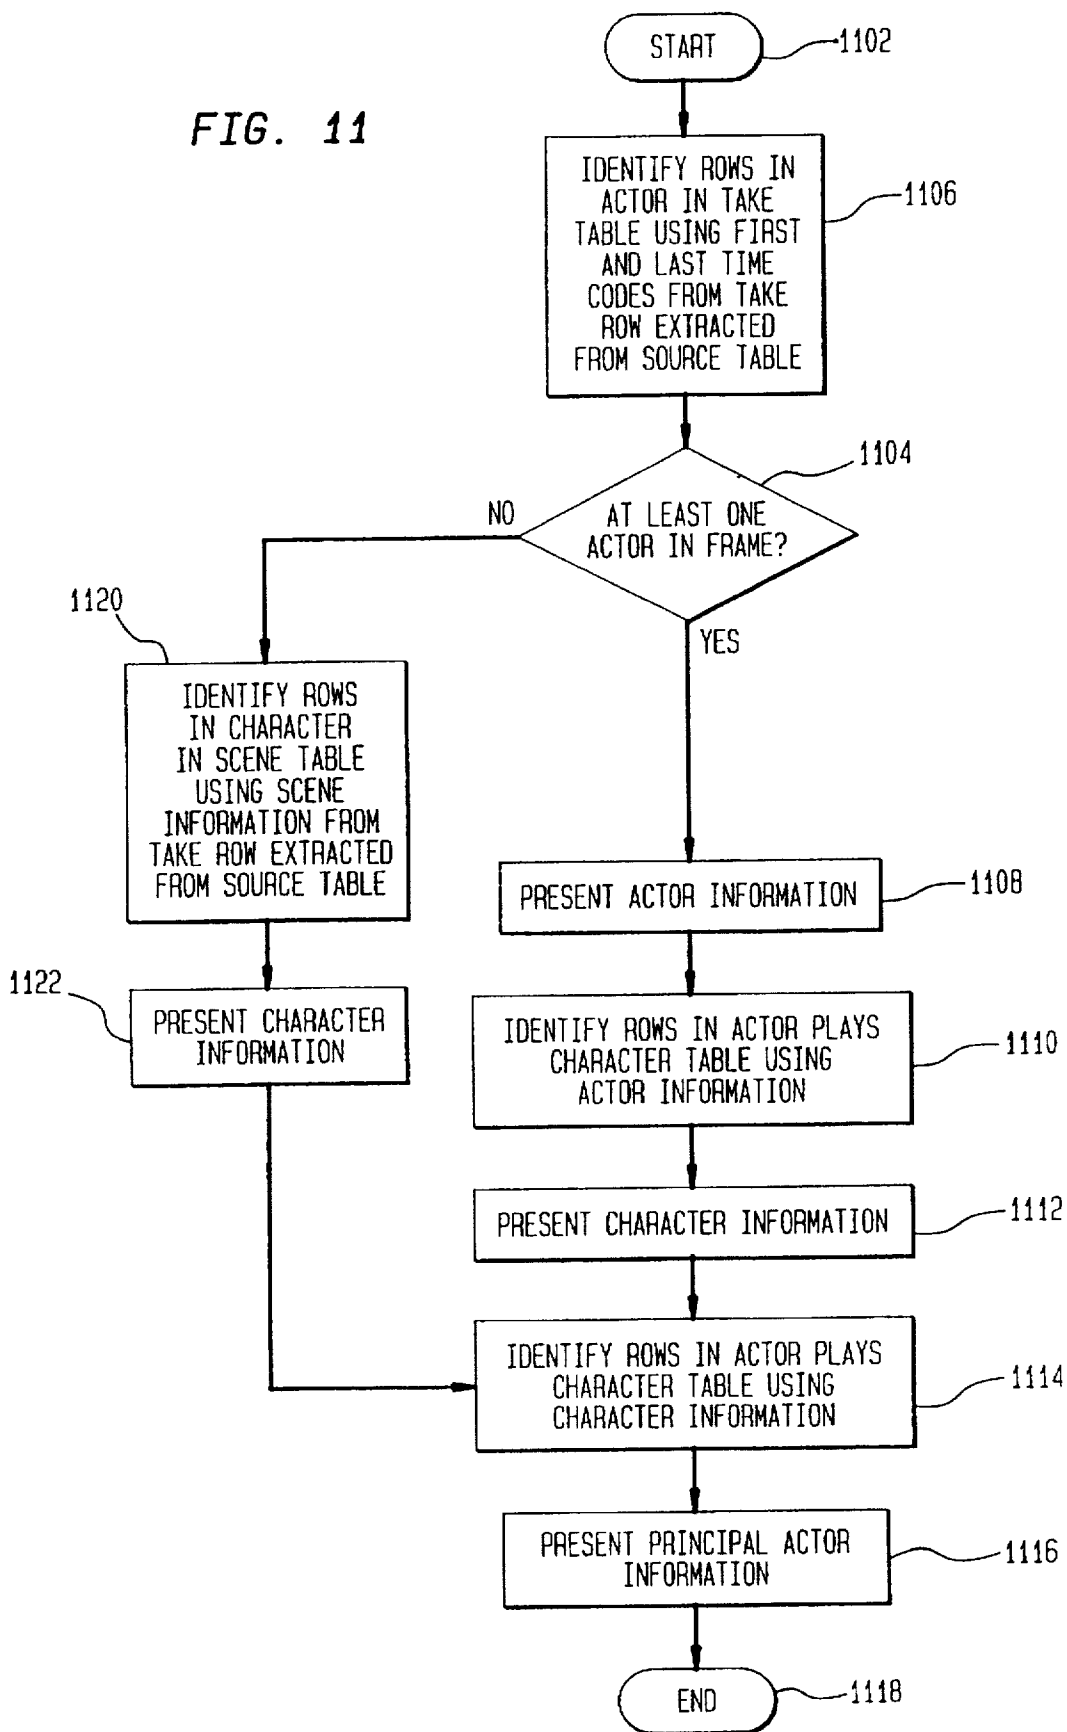 START
1102
FIG. 11
IDENTIFY ROWS IN
ACTOR IN TAKE
TABLE USING FIRST
AND LAST TIME
CODES FROM TAKE
ROW EXTRACTED
FROM SOURCE TABLE
1106
1104
AT LEAST ONE
ACTOR IN FRAME?
NO
YES
1120
IDENTIFY ROWS
IN CHARACTER
IN SCENE TABLE
USING SCENE
INFORMATION FROM
TAKE ROW EXTRACTED
FROM SOURCE TABLE
PRESENT ACTOR INFORMATION
1108
1122
PRESENT CHARACTER
INFORMATION
IDENTIFY ROWS IN ACTOR PLAYS
CHARACTER TABLE USING
ACTOR INFORMATION
1110
PRESENT CHARACTER INFORMATION
1112
IDENTIFY ROWS IN ACTOR PLAYS
CHARACTER TABLE USING
CHARACTER INFORMATION
1114
PRESENT PRINCIPAL ACTOR
INFORMATION
1116
END
1118